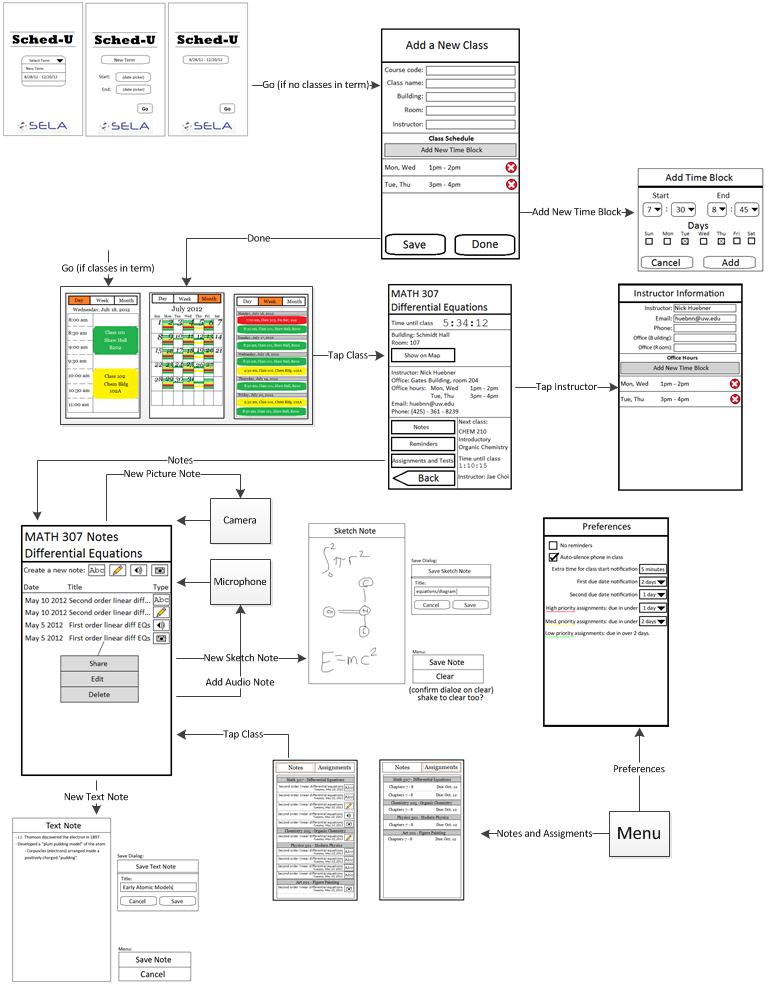 Sched-U
Select Term
New Term
8/28/12 - 12/20/12
SELA
Sched-U
New Term
Start: (date picker)
End: (date picker)
Go
SELA
Sched-U
8/28/12 - 12/20/12
Go
SELA
Go (if no classes in term)
Add a New Class
Course code:
Class name:
Building:
Room:
Instructor:
Class Schedule
Add New Time Block
Mon, Wed 1pm - 2pm
Tue, Thu 3pm - 4pm
Save Done
Add New Time Block
Add Time Block
Start End
7 : 30 8 : 45
Days
Sun Mon Tue Wed Thu Fri Sat
Cancel Add
Done
Go (if classes in term)
Day Week Month
Wednesday, July 18, 2012
8:00 am
8:30 am
9:00 am
9:30 am
10:00 am
10:30 am
11:00 am
Class 101
Shaw Hall
R202
Class 102
Chem Bldg
102A
Day Week Month
July 2012
Sun Mon Tue Wed Thu Fri Sat
Day Week Month
Tap Class
MATH 307
Differential Equations
Time until class 5:34:12
Building: Schmidt Hall
Room: 107
Show on Map
Instructor: Nick Huebner
Office: Gates Building, room 204
Office hours: Mon, Wed 1pm - 2pm
Tue, Thu 3pm - 4pm
Email: huebnn@uw.edu
Phone: (425) - 361 - 8239
Notes
Reminders
Assignments and Tests
Back
Next class:
CHEM 210
Introductory
Organic Chemistry
Time until class
1:10:15
Instructor: Jae Choi
Tap Instructor
Instructor Information
Instructor: Nick Huebner
Email: huebnn@uw.edu
Phone:
Office (Building):
Office (Room):
Office Hours
Add New Time Block
Mon, Wed 1pm - 2pm
Tue, Thu 3pm - 4pm
Notes
New Picture Note
Camera
Microphone
MATH 307 Notes
Differential Equations
Create a new note: Abc
Date Title Type
May 10 2012 Second order linear diff... Abc
May 10 2012 Second order linear diff...
May 5 2012 First order linear diff EQs
May 5 2012 First order linear diff EQs
Share
Edit
Delete
New Sketch Note
Add Audio Note
Sketch Note
E=mc²
Save Dialog:
Save Sketch Note
Title:
equations/diagram
Cancel Save
Menu:
Save Note
Clear
(confirm dialog on clear)
shake to clear too?
Preferences
No reminders
Auto-silence phone in class
Extra time for class start notification 5 minutes
First due date notification 2 days
Second due date notification 1 day
High priority assignments: due in under 1 day
Med. priority assignments: due in under 2 days
Low priority assignments: due in over 2 days.
Preferences
Menu
Notes and Assigments
Tap Class
Notes Assignments
Math 307 - Differential Equations
Chemistry 205 - Organic Chemistry
Physics 301 - Modern Physics
Art 201 - Figure Painting
Notes Assignments
Math 307 - Differential Equations
Chapters 7 - 8 Due: Oct. 22
Chapters 7 - 8 Due: Oct. 22
Chemistry 205 - Organic Chemistry
Chapters 7 - 8 Due: Oct. 22
Physics 301 - Modern Physics
Chapters 7 - 8 Due: Oct. 22
Art 201 - Figure Painting
Chapters 7 - 8 Due: Oct. 22
New Text Note
Text Note
- J.J. Thomson discovered the electron in 1897.
- Developed a "plum pudding model" of the atom
- Corpuscles (electrons) arranged inside a
positively charged "pudding"
Save Dialog:
Save Text Note
Title:
Early Atomic Models
Cancel Save
Menu:
Save Note
Cancel